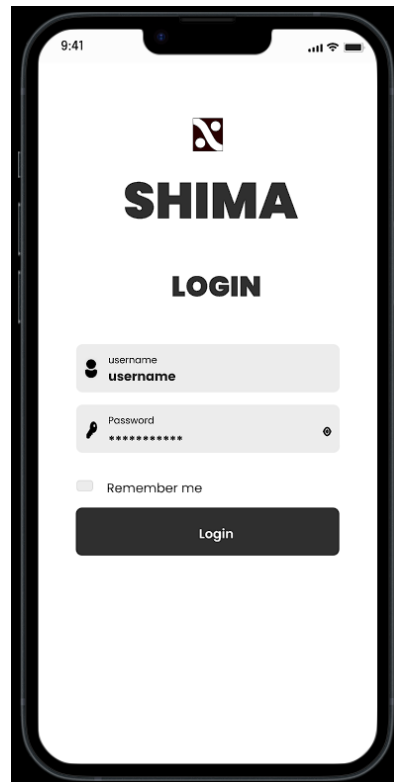 9:41
SHIMA
LOGIN
username
username
Password
***********
Remember me
Login